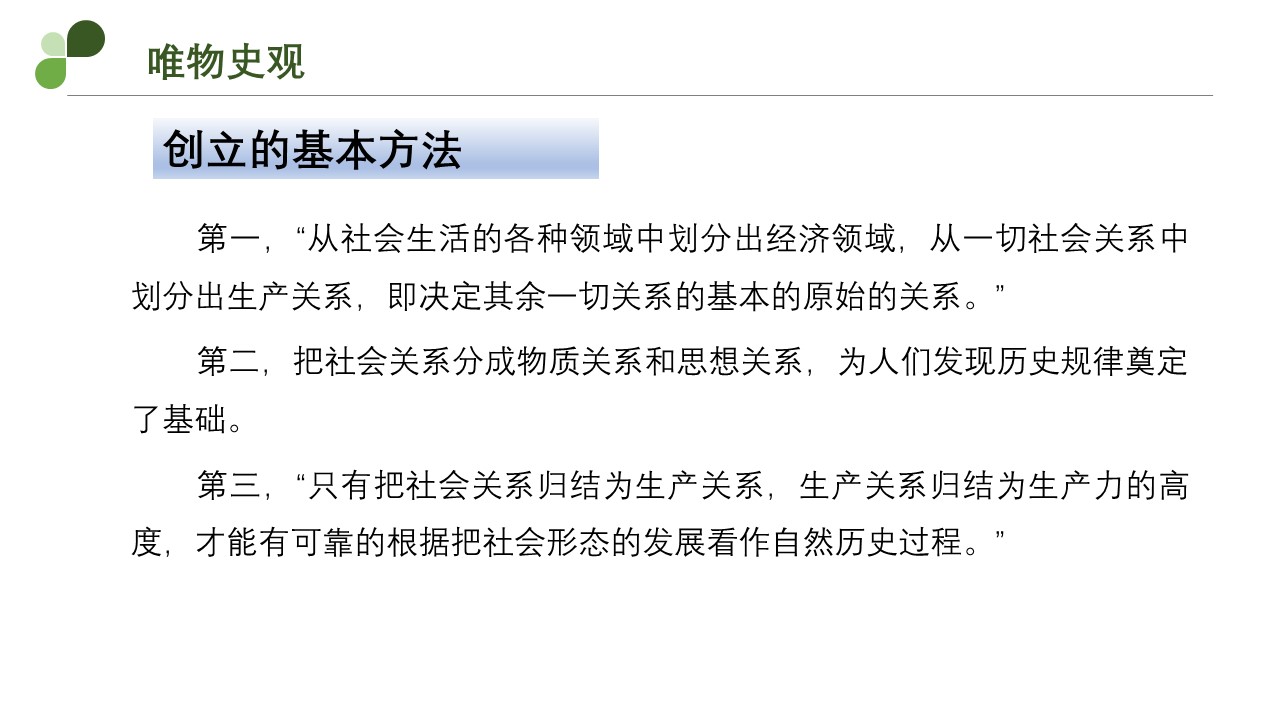 唯物史观
创立的基本方法
第一，“从社会生活的各种领域中划分出经济领域，从一切社会关系中
划分出生产关系，即决定其余一切关系的基本的原始的关系。”
第二，把社会关系分成物质关系和思想关系，为人们发现历史规律奠定
了基础。
第三，“只有把社会关系归结为生产关系，生产关系归结为生产力的高
度，才能有可靠的根据把社会形态的发展看作自然历史过程。”